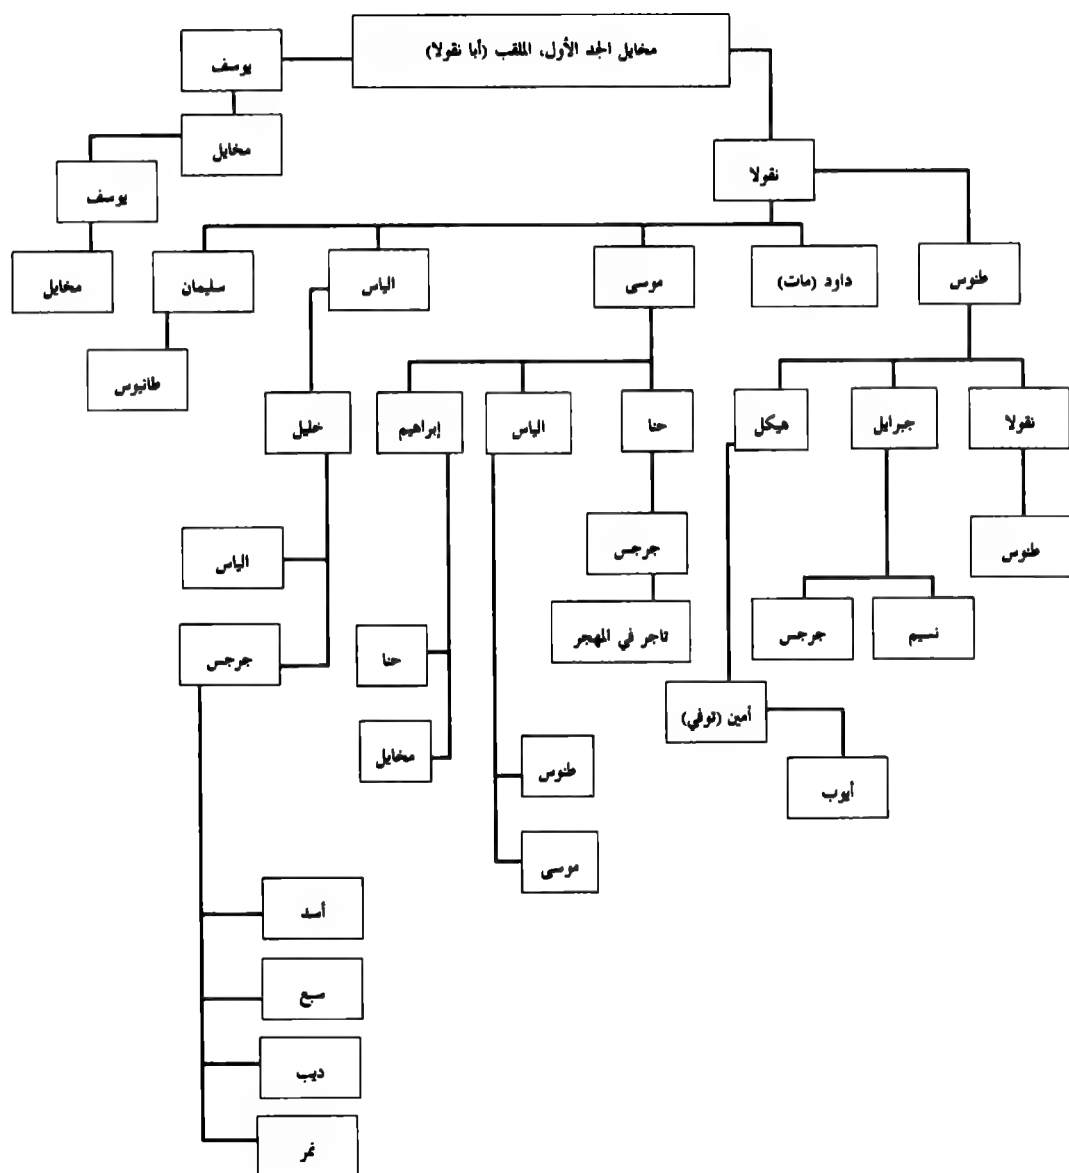 مخايل الجد الأول، الملقب (أبا نقولا)
يوسف
مخايل
نقولا
يوسف
طنوس
داود (مات)
موسى
الياس
سليمان
مخايل
طانيوس
نقولا
جبرايل
هيكل
حنا
الياس
إبراهيم
خليل
طنوس
جرجس
الياس
نسيم
جرجس
تاجر في المهجر
حنا
جرجس
أمين (توفي)
مخايل
طنوس
أيوب
موسى
أسد
سبع
ديب
نمر